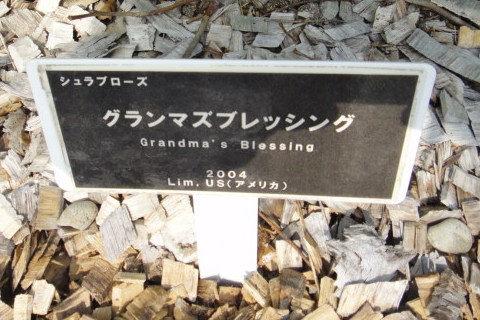 シュラブローズ
グランマズブレッシング
Grandma's Blessing
2004
Lim. US(アメリカ)